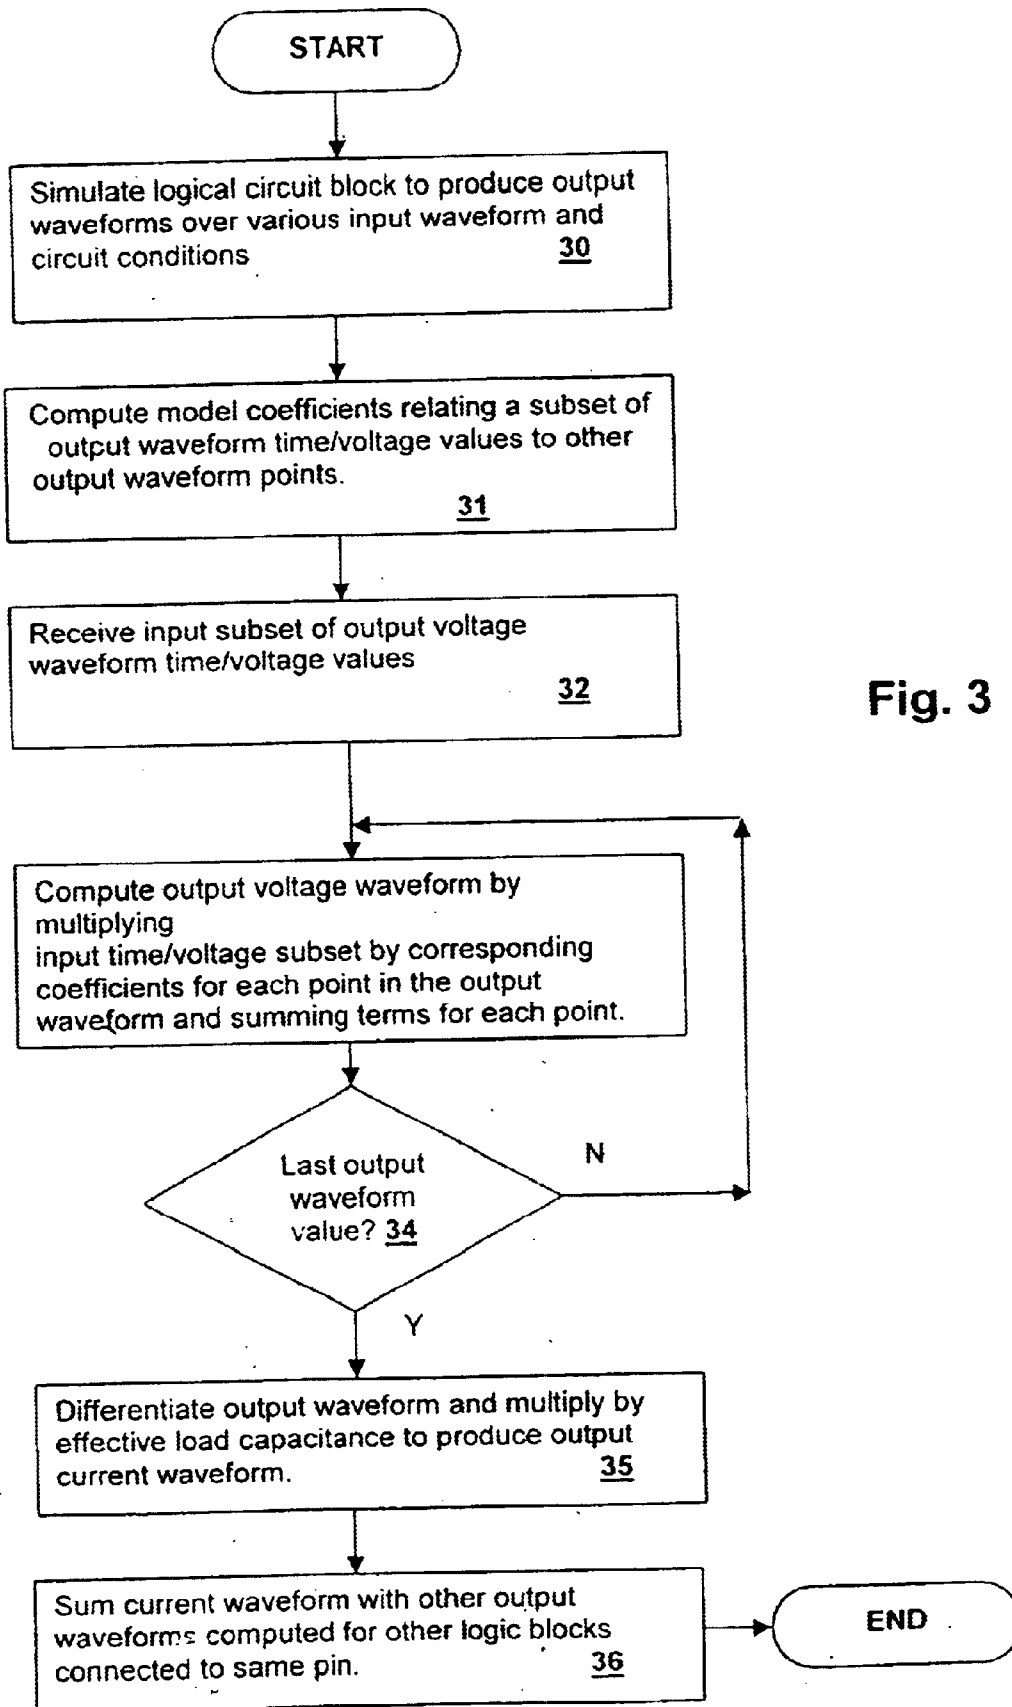 START
Simulate logical circuit block to produce output
waveforms over various input waveform and
circuit conditions 30
Compute model coefficients relating a subset of
output waveform time/voltage values to other
output waveform points.
31
Receive input subset of output voltage
waveform time/voltage values
32
Fig. 3
Compute output voltage waveform by
multiplying
input time/voltage subset by corresponding
coefficients for each point in the output
waveform and summing terms for each point.
Last output
waveform
value? 34
N
Y
Differentiate output waveform and multiply by
effective load capacitance to produce output
current waveform. 35
Sum current waveform with other output
waveforms computed for other logic blocks
connected to same pin. 36
END